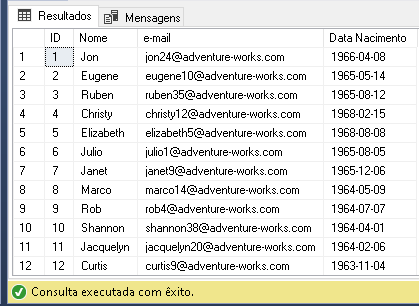 Resultados Mensagens
ID Nome e-mail Data Nacimento
1 1 Jon jon24@adventure-works.com 1966-04-08
2 2 Eugene eugene10@adventure-works.com 1965-05-14
3 3 Ruben ruben35@adventure-works.com 1965-08-12
4 4 Christy christy12@adventure-works.com 1968-02-15
5 5 Elizabeth elizabeth5@adventure-works.com 1968-08-08
6 6 Julio julio1@adventure-works.com 1965-08-05
7 7 Janet janet9@adventure-works.com 1965-12-06
8 8 Marco marco14@adventure-works.com 1964-05-09
9 9 Rob rob4@adventure-works.com 1964-07-07
10 10 Shannon shannon38@adventure-works.com 1964-04-01
11 11 Jacquelyn jacquelyn20@adventure-works.com 1964-02-06
12 12 Curtis curtis9@adventure-works.com 1963-11-04
Consulta executada com êxito.